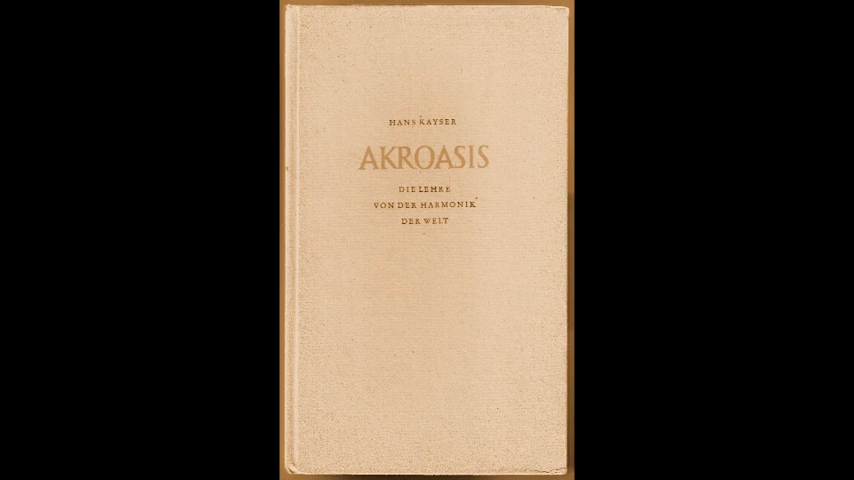 HANS KAYSER
AKROASIS
DIE LEHRE
VON DER HARMONIK
DER WELT